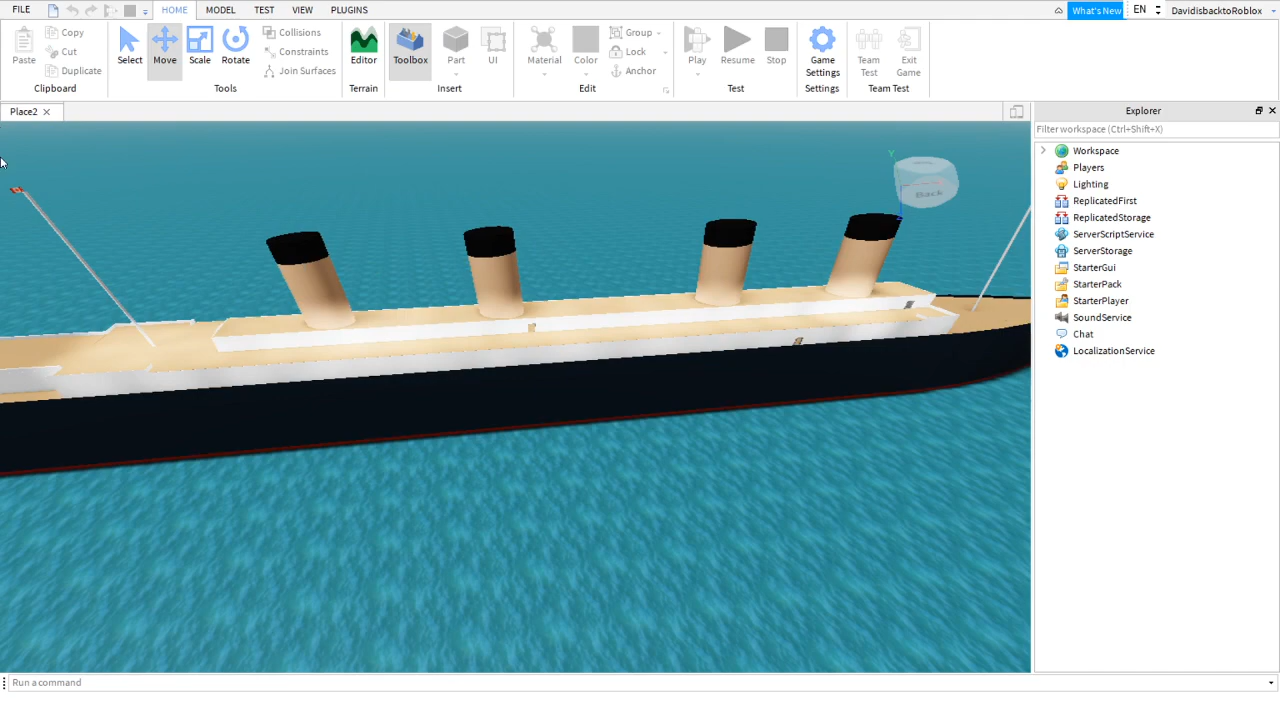 FILE HOME MODEL TEST VIEW PLUGINS What's New EN DavidisbacktoRoblox
Paste Copy Cut Duplicate
Clipboard
Select Move Scale Rotate Collisions Constraints Join Surfaces
Tools
Editor
Terrain
Toolbox Part UI
Insert
Material Color Group Lock Anchor
Edit
Play Resume Stop
Test
Game Settings
Settings
Team Test Exit Game
Team Test
Place2
Explorer
Filter workspace (Ctrl+Shift+X)
Workspace
Players
Lighting
ReplicatedFirst
ReplicatedStorage
ServerScriptService
ServerStorage
StarterGui
StarterPack
StarterPlayer
SoundService
Chat
LocalizationService
Y
Back
Run a command